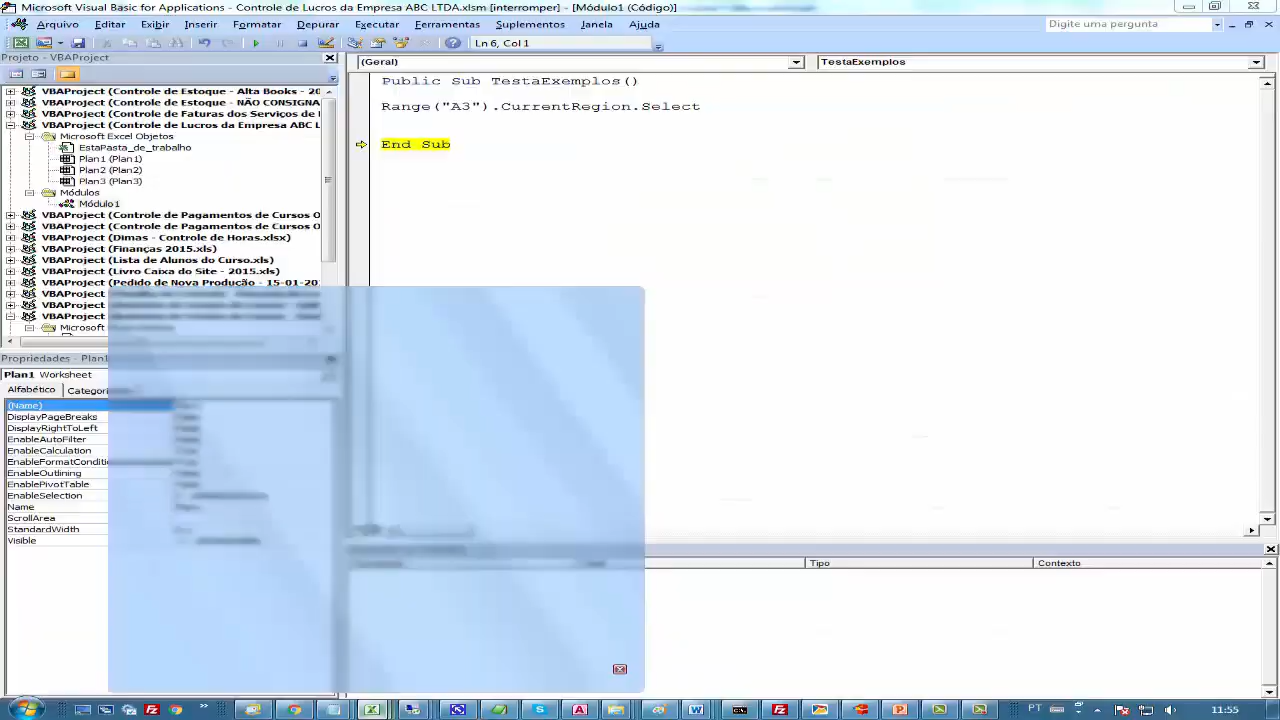 Microsoft Visual Basic for Applications - Controle de Lucros da Empresa ABC LTDA.xlsm [interromper] - [Módulo1 (Código)]
Arquivo Editar Exibir Inserir Formatar Depurar Executar Ferramentas Suplementos Janela Ajuda
Digite uma pergunta
Ln 6, Col 1
Projeto - VBAProject
(Geral)
TestaExemplos
VBAProject (Controle de Estoque - Alta Books - 20
VBAProject (Controle de Estoque - NÃO CONSIGNA
VBAProject (Controle de Faturas dos Serviços de
VBAProject (Controle de Lucros da Empresa ABC L
Microsoft Excel Objetos
EstaPasta_de_trabalho
Plan1 (Plan1)
Plan2 (Plan2)
Plan3 (Plan3)
Módulos
Módulo1
VBAProject (Controle de Pagamentos de Cursos O
VBAProject (Controle de Pagamentos de Cursos O
VBAProject (Dimas - Controle de Horas.xlsx)
VBAProject (Finanças 2015.xls)
VBAProject (Lista de Alunos do Curso.xls)
VBAProject (Livro Caixa do Site - 2015.xls)
VBAProject (Pedido de Nova Produção - 15-01-20
Microsoft
Public Sub TestaExemplos()
Range("A3").CurrentRegion.Select
End Sub
Propriedades - Plan1
Plan1 Worksheet
Alfabético
(Name)
DisplayPageBreaks
DisplayRightToLeft
EnableAutoFilter
EnableCalculation
EnableOutlining
EnablePivotTable
EnableSelection
Name
ScrollArea
StandardWidth
Visible
Tipo
Contexto
PT
11:55